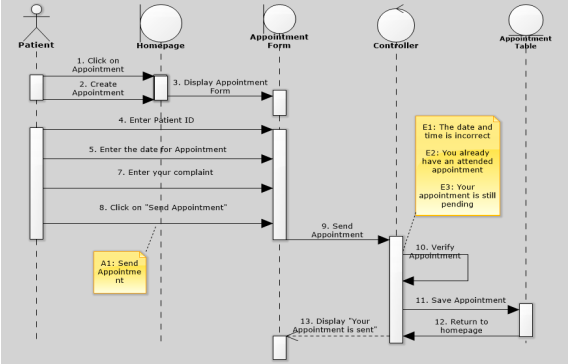 Patient
Homepage
Appointment
Form
Controller
Appointment
Table
1. Click on
Appointment
2. Create
Appointment
3. Display Appointment
Form
4. Enter Patient ID
5. Enter the date for Appointment
7. Enter your complaint
8. Click on "Send Appointment"
A1: Send
Appointme
nt
E1: The date and
time is incorrect
E2: You already
have an attended
appointment
E3: Your
appointment is still
pending
9. Send
Appointment
10. Verify
Appointment
11. Save Appointment
12. Return to
homepage
13. Display "Your
Appointment is sent"